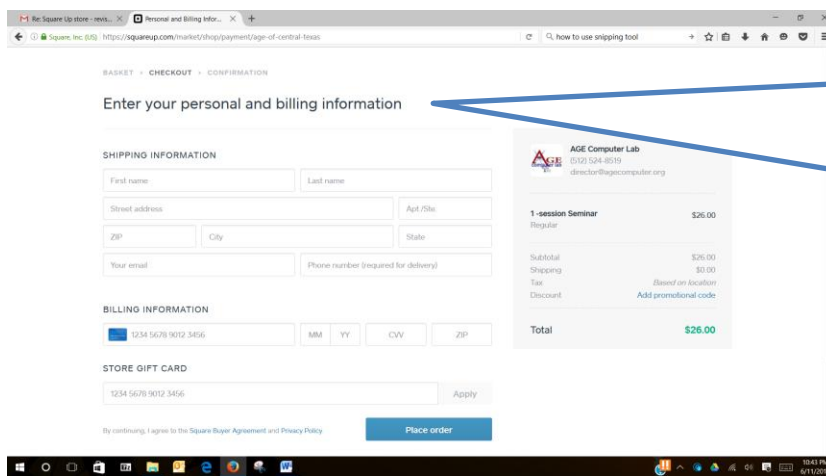 Re: Square Up store - revis...
Personal and Billing Infor...
Square, Inc. (US)
https://squareup.com/market/shop/payment/age-of-central-texas
how to use snipping tool
BASKET › CHECKOUT › CONFIRMATION
Enter your personal and billing information
SHIPPING INFORMATION
First name
Last name
Street address
Apt./Ste.
ZIP
City
State
Your email
Phone number (required for delivery)
BILLING INFORMATION
1234 5678 9012 3456
MM YY
CVV
ZIP
STORE GIFT CARD
1234 5678 9012 3456
Apply
By continuing, I agree to the Square Buyer Agreement and Privacy Policy
Place order
AGE
AGE Computer Lab
(512) 524-8519
director@agecomputer.org
1 -session Seminar $26.00
Regular
Subtotal $26.00
Shipping $0.00
Tax Based on location
Discount Add promotional code
Total $26.00
10:43 PM